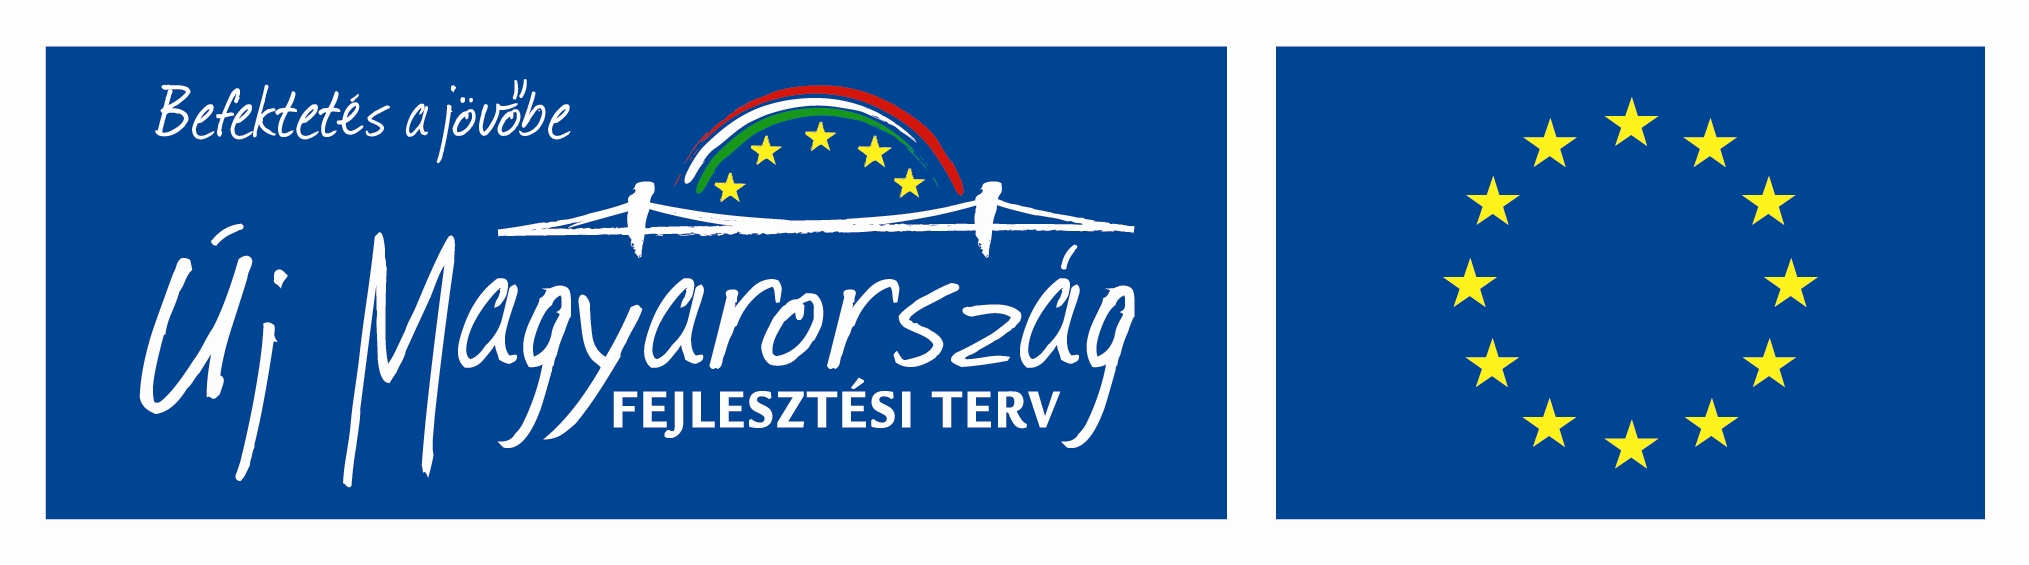 Befektetés a jövőbe
Új Magyarország
FEJLESZTÉSI TERV